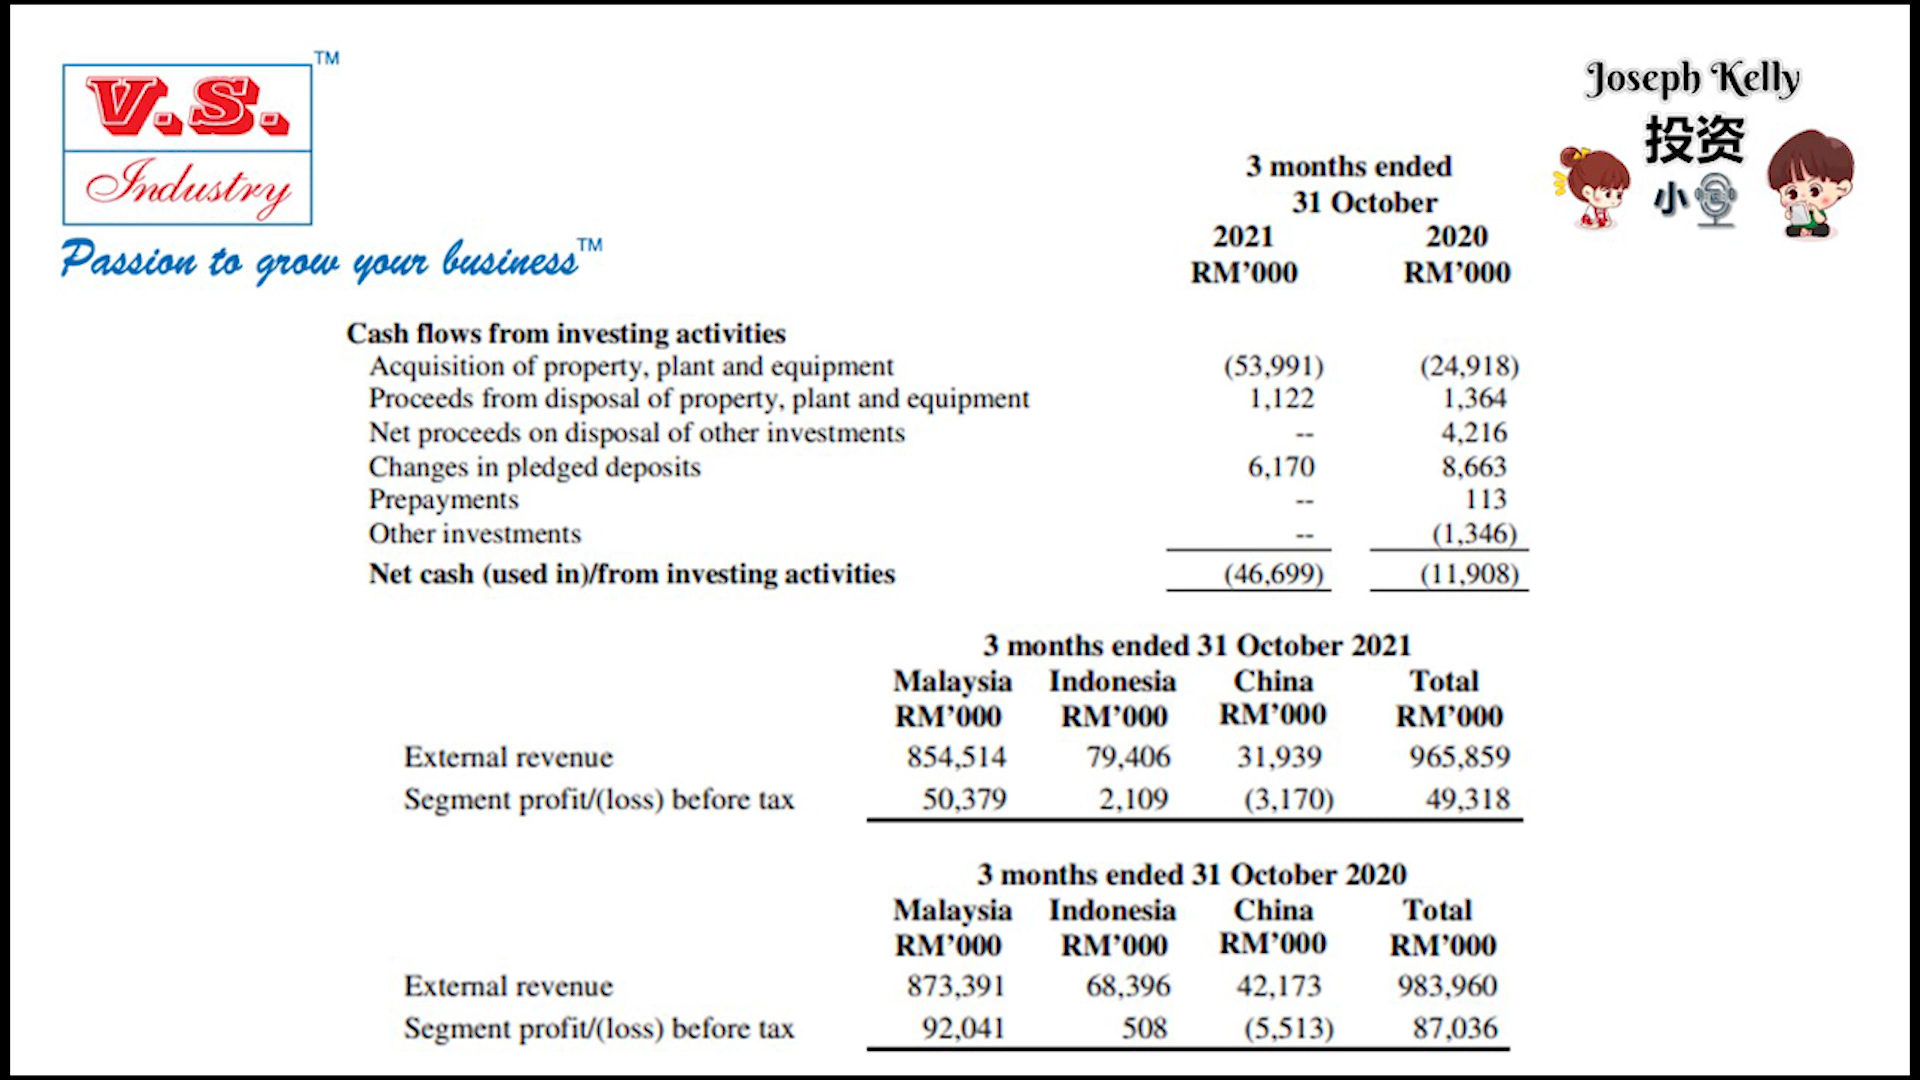 V.S.
Industry
TM
Passion to grow your business TM
Joseph Kelly
投资
小
3 months ended
31 October
2021 2020
RM’000 RM’000
Cash flows from investing activities
Acquisition of property, plant and equipment (53,991) (24,918)
Proceeds from disposal of property, plant and equipment 1,122 1,364
Net proceeds on disposal of other investments -- 4,216
Changes in pledged deposits 6,170 8,663
Prepayments -- 113
Other investments -- (1,346)
Net cash (used in)/from investing activities (46,699) (11,908)
3 months ended 31 October 2021
Malaysia Indonesia China Total
RM’000 RM’000 RM’000 RM’000
External revenue 854,514 79,406 31,939 965,859
Segment profit/(loss) before tax 50,379 2,109 (3,170) 49,318
3 months ended 31 October 2020
Malaysia Indonesia China Total
RM’000 RM’000 RM’000 RM’000
External revenue 873,391 68,396 42,173 983,960
Segment profit/(loss) before tax 92,041 508 (5,513) 87,036